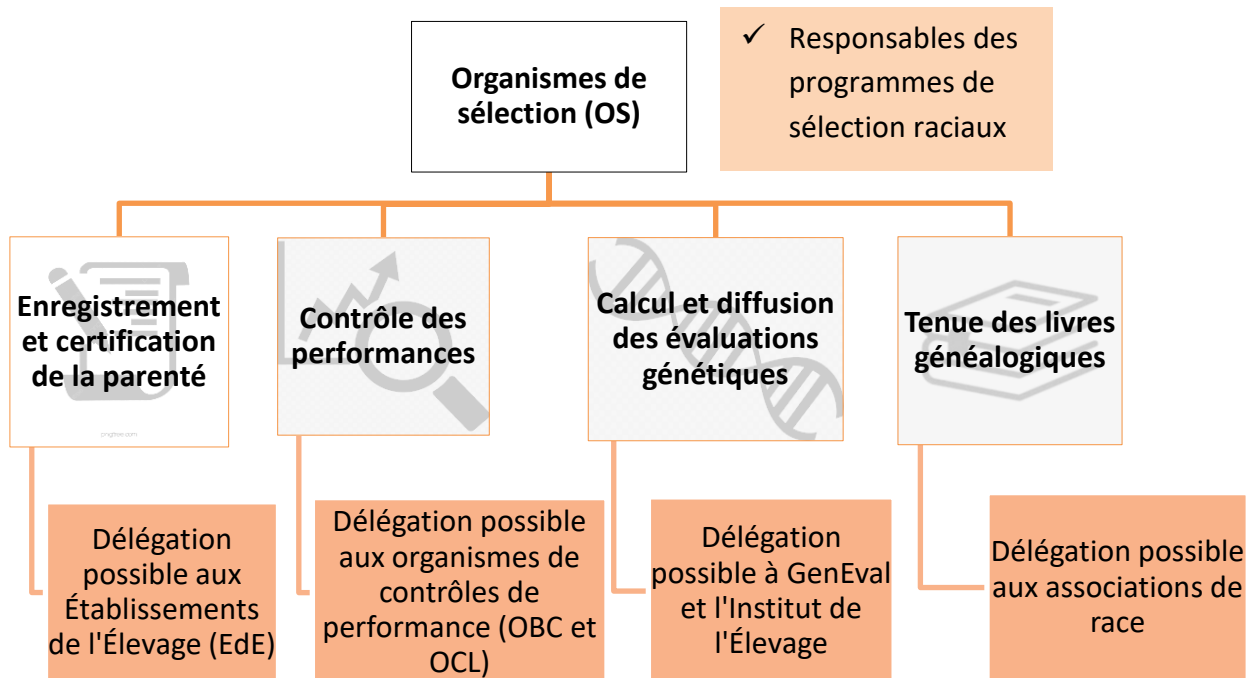 Organismes de
sélection (OS)
✓ Responsables des
programmes de
sélection raciaux
Enregistrement
et certification
de la parenté
Contrôle des
performances
Calcul et diffusion
des évaluations
génétiques
Tenue des livres
généalogiques
Délégation
possible aux
Établissements
de l'Élevage (EdE)
Délégation possible
aux organismes de
contrôles de
performance (OBC et
OCL)
Délégation
possible à GenEval
et l'Institut de
l'Élevage
Délégation possible
aux associations de
race